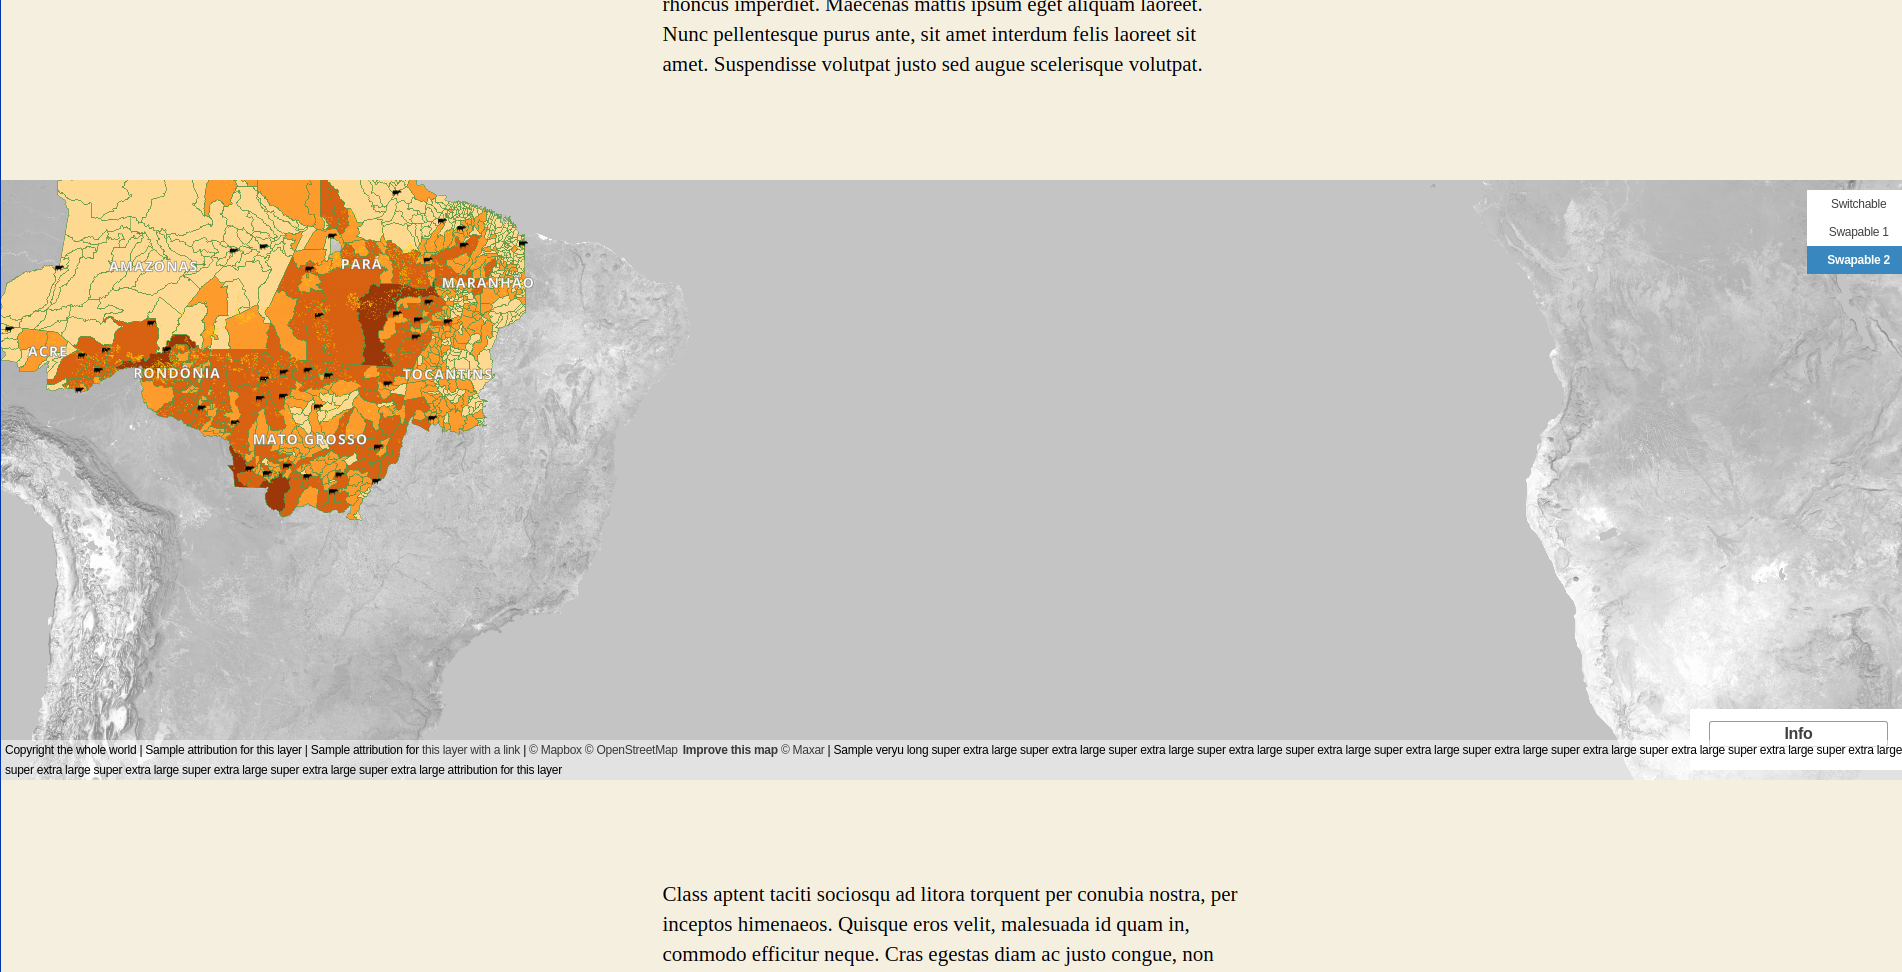 rhoncus imperdiet. Maecenas mattis ipsum eget aliquam laoreet.
Nunc pellentesque purus ante, sit amet interdum felis laoreet sit
amet. Suspendisse volutpat justo sed augue scelerisque volutpat.
Switchable
Swapable 1
Swapable 2
AMAZONAS
PARÁ
MARANHÃO
ACRE
RONDÔNIA
TOCANTINS
MATO GROSSO
Info
Copyright the whole world | Sample attribution for this layer | Sample attribution for this layer with a link | © Mapbox © OpenStreetMap Improve this map © Maxar | Sample veryu long super extra large super extra large super extra large super extra large super extra large super extra large super extra large super extra large super extra large super extra large super extra large super extra large
super extra large super extra large super extra large super extra large super extra large attribution for this layer
Class aptent taciti sociosqu ad litora torquent per conubia nostra, per
inceptos himenaeos. Quisque eros velit, malesuada id quam in,
commodo efficitur neque. Cras egestas diam ac justo congue, non